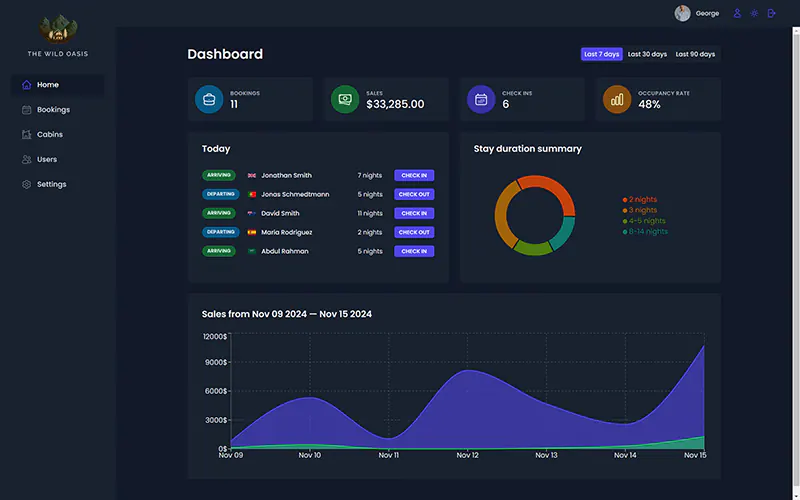 George
THE WILD OASIS
Home
Bookings
Cabins
Users
Settings
Dashboard
Last 7 days Last 30 days Last 90 days
BOOKINGS
11
SALES
$33,285.00
CHECK INS
6
OCCUPANCY RATE
48%
Today
ARRIVING Jonathan Smith 7 nights CHECK IN
DEPARTING Jonas Schmedtmann 5 nights CHECK OUT
ARRIVING David Smith 11 nights CHECK IN
DEPARTING Maria Rodriguez 2 nights CHECK OUT
ARRIVING Abdul Rahman 5 nights CHECK IN
Stay duration summary
2 nights
3 nights
4-5 nights
8-14 nights
Sales from Nov 09 2024 — Nov 15 2024
12000$
9000$
6000$
3000$
0$
Nov 09 Nov 10 Nov 11 Nov 12 Nov 13 Nov 14 Nov 15